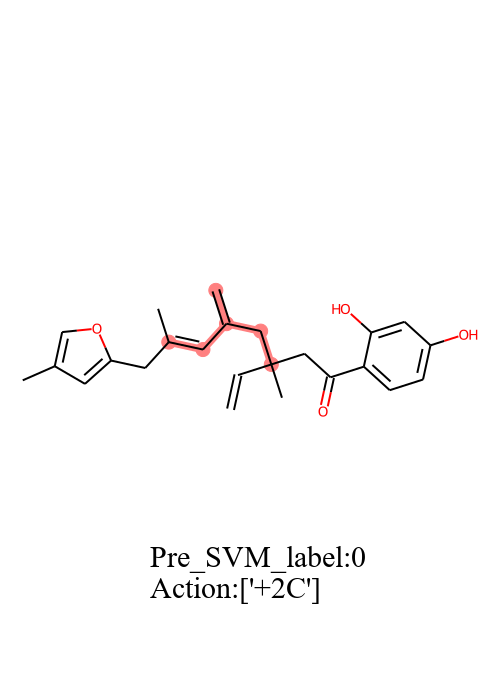 HO
OH
O
O
Pre_SVM_label:0
Action:['+2C']